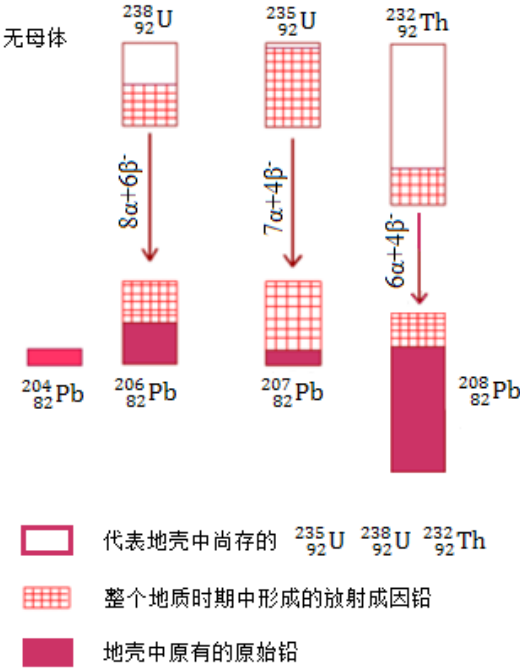 无母体
²³⁸₉₂U ²³⁵₉₂U ²³²₉₂Th
8α+6β⁻ 7α+4β⁻ 6α+4β⁻
²⁰⁴₈₂Pb ²⁰⁶₈₂Pb ²⁰⁷₈₂Pb ²⁰⁸₈₂Pb
代表地壳中尚存的 ²³⁵₉₂U ²³⁸₉₂U ²³²₉₂Th
整个地质时期中形成的放射成因铅
地壳中原有的原始铅